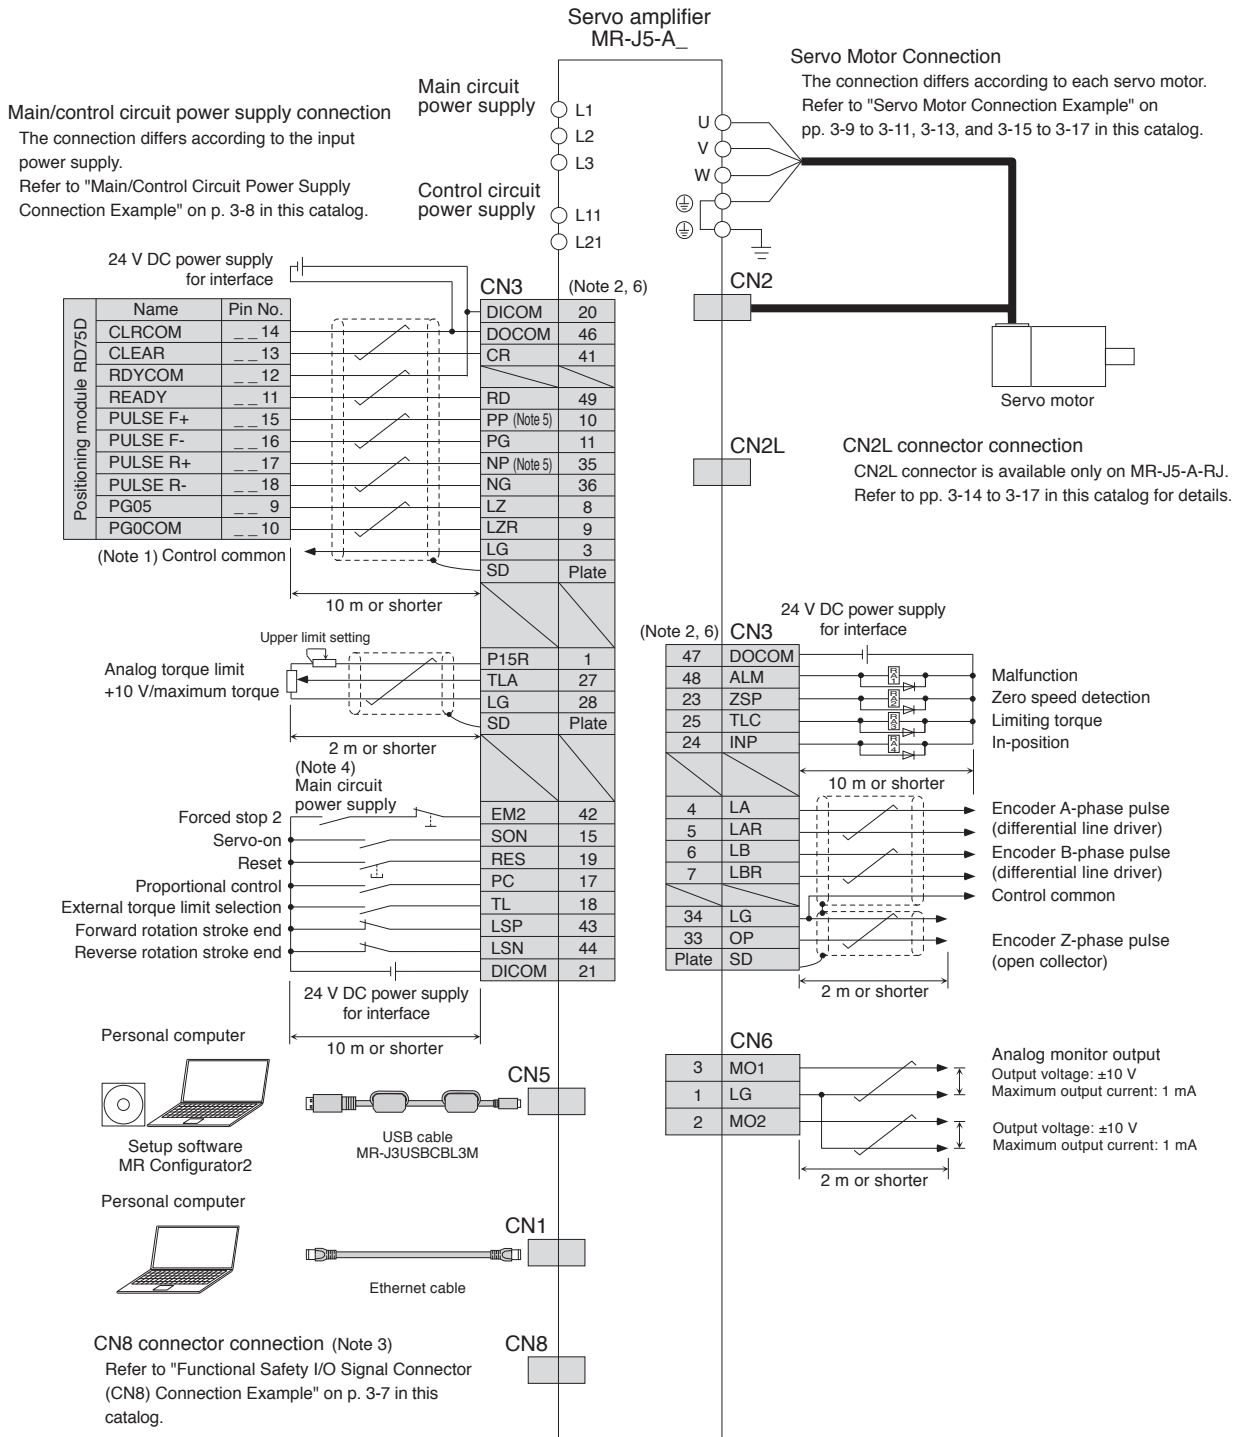 Servo amplifier
MR-J5-A_
Main/control circuit power supply connection
The connection differs according to the input
power supply.
Refer to "Main/Control Circuit Power Supply
Connection Example" on p. 3-8 in this catalog.
Main circuit
power supply
L1
L2
L3
Control circuit
power supply
L11
L21
Servo Motor Connection
The connection differs according to each servo motor.
Refer to "Servo Motor Connection Example" on
pp. 3-9 to 3-11, 3-13, and 3-15 to 3-17 in this catalog.
U
V
W
CN2
Servo motor
CN2L
CN2L connector connection
CN2L connector is available only on MR-J5-A-RJ.
Refer to pp. 3-14 to 3-17 in this catalog for details.
24 V DC power supply
for interface
Positioning module RD75D
Name Pin No.
CLRCOM _ _ 14
CLEAR _ _ 13
RDYCOM _ _ 12
READY _ _ 11
PULSE F+ _ _ 15
PULSE F- _ _ 16
PULSE R+ _ _ 17
PULSE R- _ _ 18
PG05 _ _ 9
PG0COM _ _ 10
(Note 1) Control common
10 m or shorter
CN3 (Note 2, 6)
DICOM 20
DOCOM 46
CR 41
RD 49
PP (Note 5) 10
PG 11
NP (Note 5) 35
NG 36
LZ 8
LZR 9
LG 3
SD Plate
Upper limit setting
Analog torque limit
+10 V/maximum torque
2 m or shorter
P15R 1
TLA 27
LG 28
SD Plate
(Note 4)
Main circuit
power supply
Forced stop 2 EM2 42
Servo-on SON 15
Reset RES 19
Proportional control PC 17
External torque limit selection TL 18
Forward rotation stroke end LSP 43
Reverse rotation stroke end LSN 44
DICOM 21
24 V DC power supply
for interface
10 m or shorter
(Note 2, 6) CN3
24 V DC power supply
for interface
47 DOCOM
48 ALM RA1 Malfunction
23 ZSP RA2 Zero speed detection
25 TLC RA3 Limiting torque
24 INP RA4 In-position
10 m or shorter
4 LA Encoder A-phase pulse
5 LAR (differential line driver)
6 LB Encoder B-phase pulse
7 LBR (differential line driver)
Control common
34 LG
33 OP Encoder Z-phase pulse
Plate SD (open collector)
2 m or shorter
CN6
3 MO1
1 LG
2 MO2
Analog monitor output
Output voltage: ±10 V
Maximum output current: 1 mA
Output voltage: ±10 V
Maximum output current: 1 mA
2 m or shorter
Personal computer
Setup software
MR Configurator2
USB cable
MR-J3USBCBL3M
CN5
Personal computer
Ethernet cable
CN1
CN8 connector connection (Note 3)
Refer to "Functional Safety I/O Signal Connector
(CN8) Connection Example" on p. 3-7 in this
catalog.
CN8